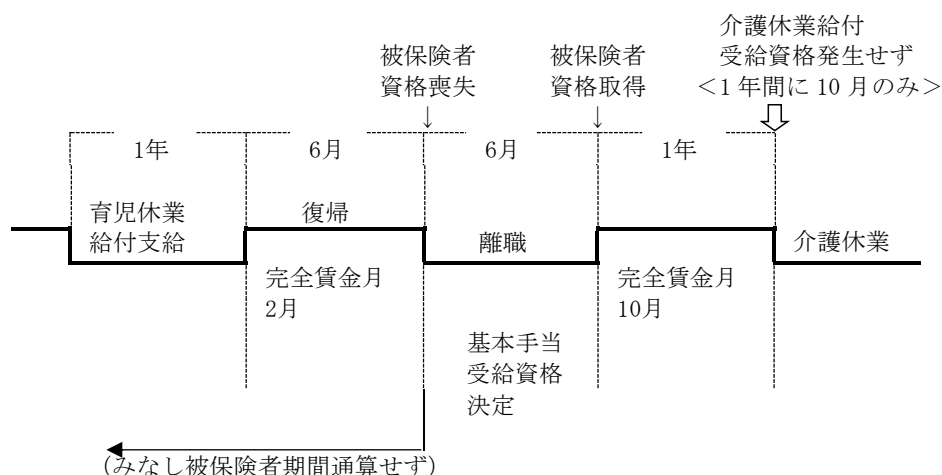 介護休業給付
受給資格発生せず
<1年間に10月のみ>
被保険者
資格喪失
↓
被保険者
資格取得
↓
1年
6月
6月
1年
育児休業
給付支給
復帰
離職
介護休業
完全賃金月
2月
完全賃金月
10月
基本手当
受給資格
決定
(みなし被保険者期間通算せず)